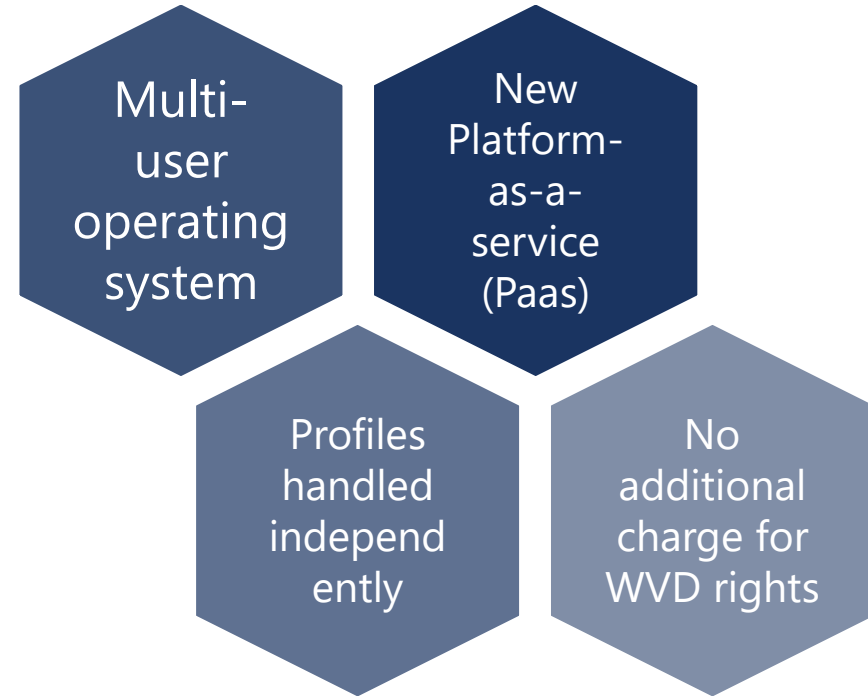 Multi-
user
operating
system
New
Platform-
as-a-
service
(Paas)
Profiles
handled
independ
ently
No
additional
charge for
WVD rights